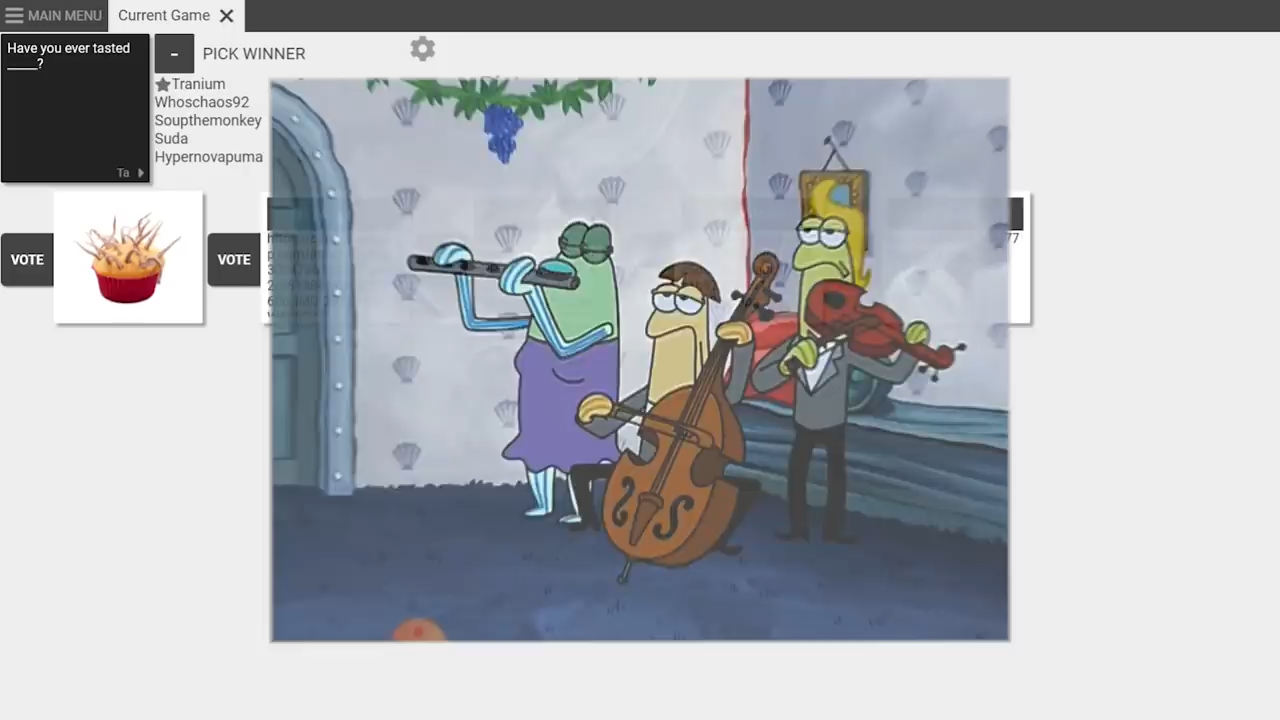 MAIN MENU
Current Game
Have you ever tasted
____?
Ta
-
PICK WINNER
Tranium
Whoschaos92
Soupthemonkey
Suda
Hypernovapuma
VOTE
VOTE
77